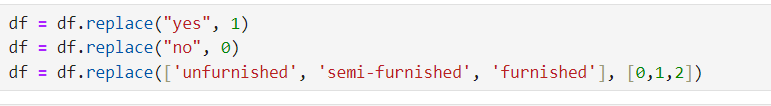 df = df.replace("yes", 1)
df = df.replace("no", 0)
df = df.replace(['unfurnished', 'semi-furnished', 'furnished'], [0,1,2])